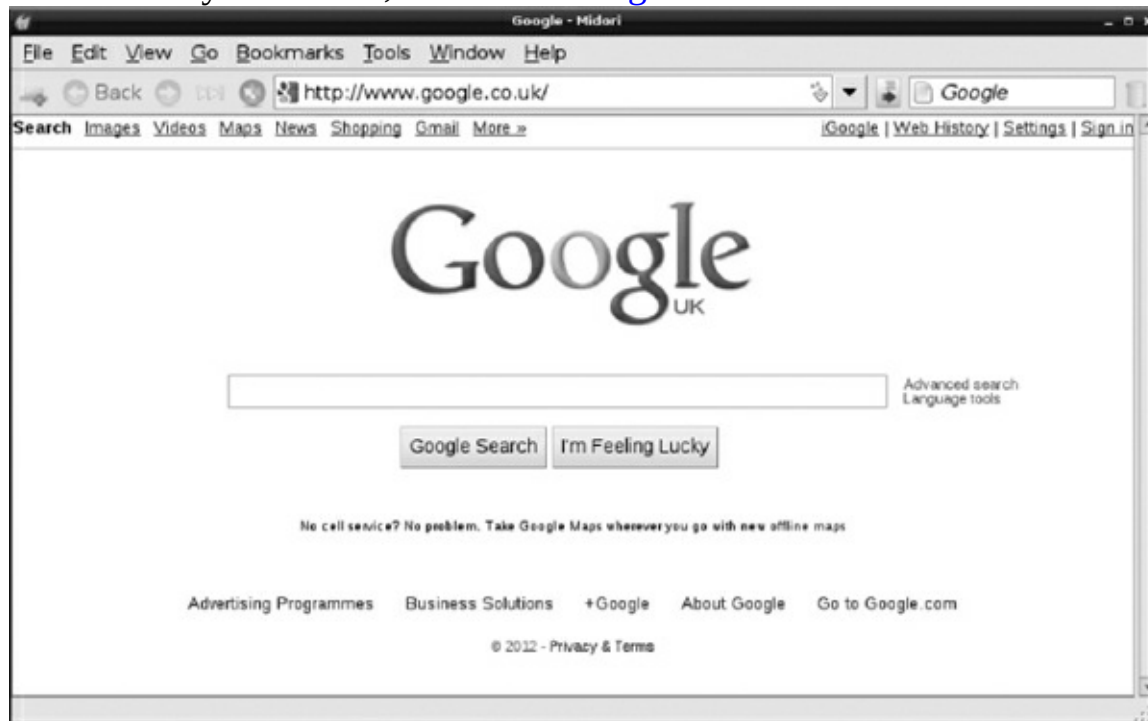 Google - Midori
File Edit View Go Bookmarks Tools Window Help
Back http://www.google.co.uk/ Google
Search Images Videos Maps News Shopping Gmail More » iGoogle | Web History | Settings | Sign in
Google
UK
Advanced search
Language tools
Google Search I'm Feeling Lucky
No cell service? No problem. Take Google Maps wherever you go with new offline maps
Advertising Programmes Business Solutions +Google About Google Go to Google.com
© 2012 - Privacy & Terms